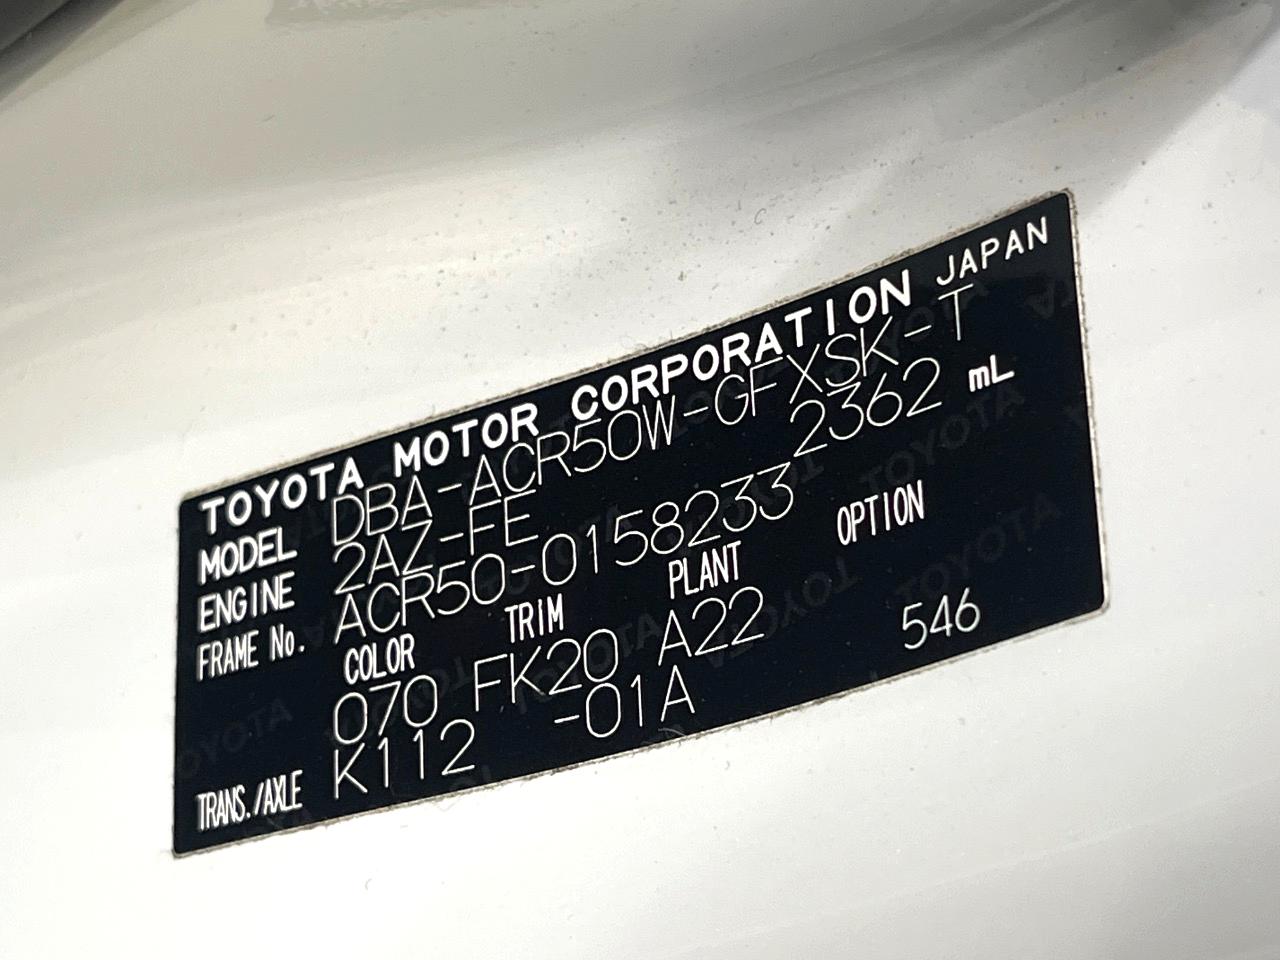 TOYOTA MOTOR CORPORATION JAPAN
MODEL DBA-ACR50W-GFXSK-T
ENGINE 2AZ-FE 2362 mL
FRAME No. ACR50-0158233
COLOR TRIM PLANT OPTION
070 FK20 A22
TRANS./AXLE K112 -01A 546